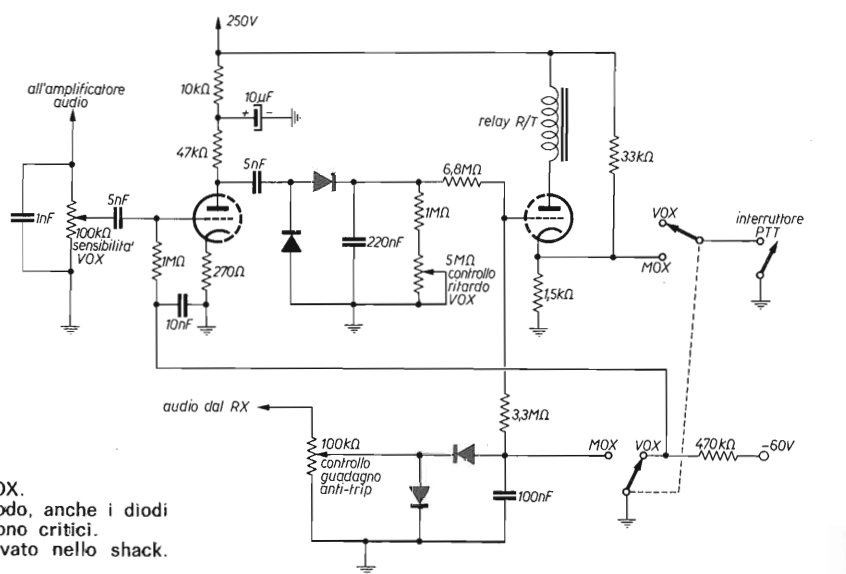 250V
all'amplificatore
audio
10kΩ
10µF
+ -
47kΩ
relay R/T
33kΩ
5nF
6,8MΩ
5nF
1nF
100kΩ
sensibilita'
VOX
1MΩ
270Ω
220nF
1MΩ
5MΩ
controllo
ritardo
VOX
VOX
interruttore
PTT
MOX
1,5kΩ
10nF
audio dal RX
3,3MΩ
100kΩ
controllo
guadagno
anti-trip
MOX
VOX
470kΩ
-60V
100nF
OX.
odo, anche i diodi
ono critici.
vato nello shack.